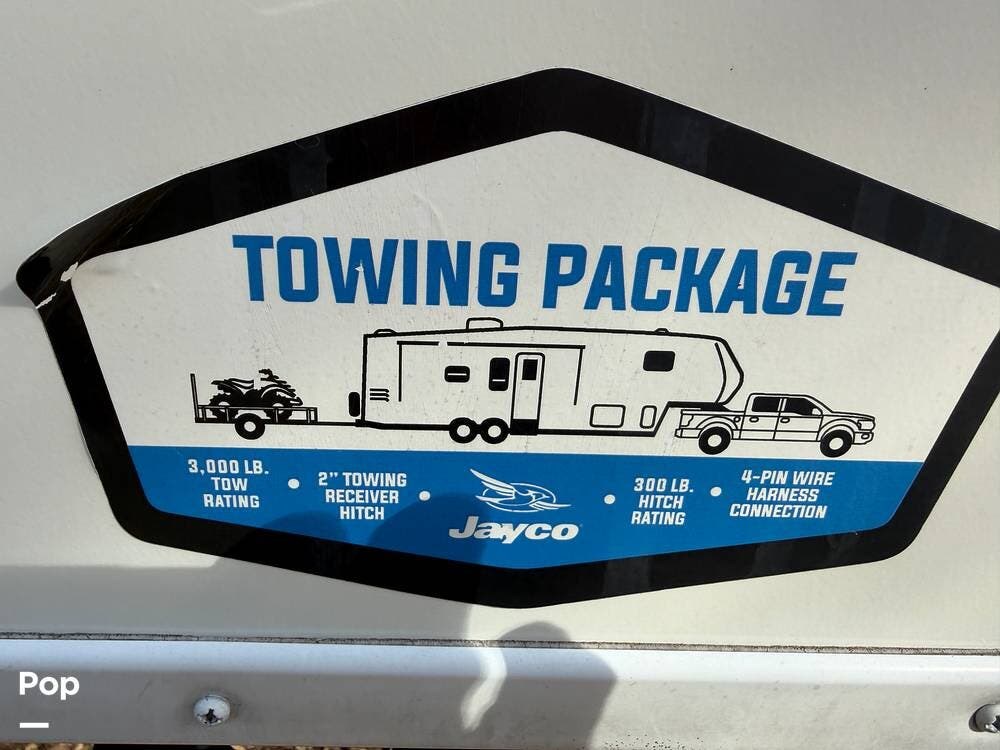 TOWING PACKAGE
3,000 LB.
TOW
RATING
2” TOWING
RECEIVER
HITCH
Jayco
300 LB.
HITCH
RATING
4-PIN WIRE
HARNESS
CONNECTION
Pop